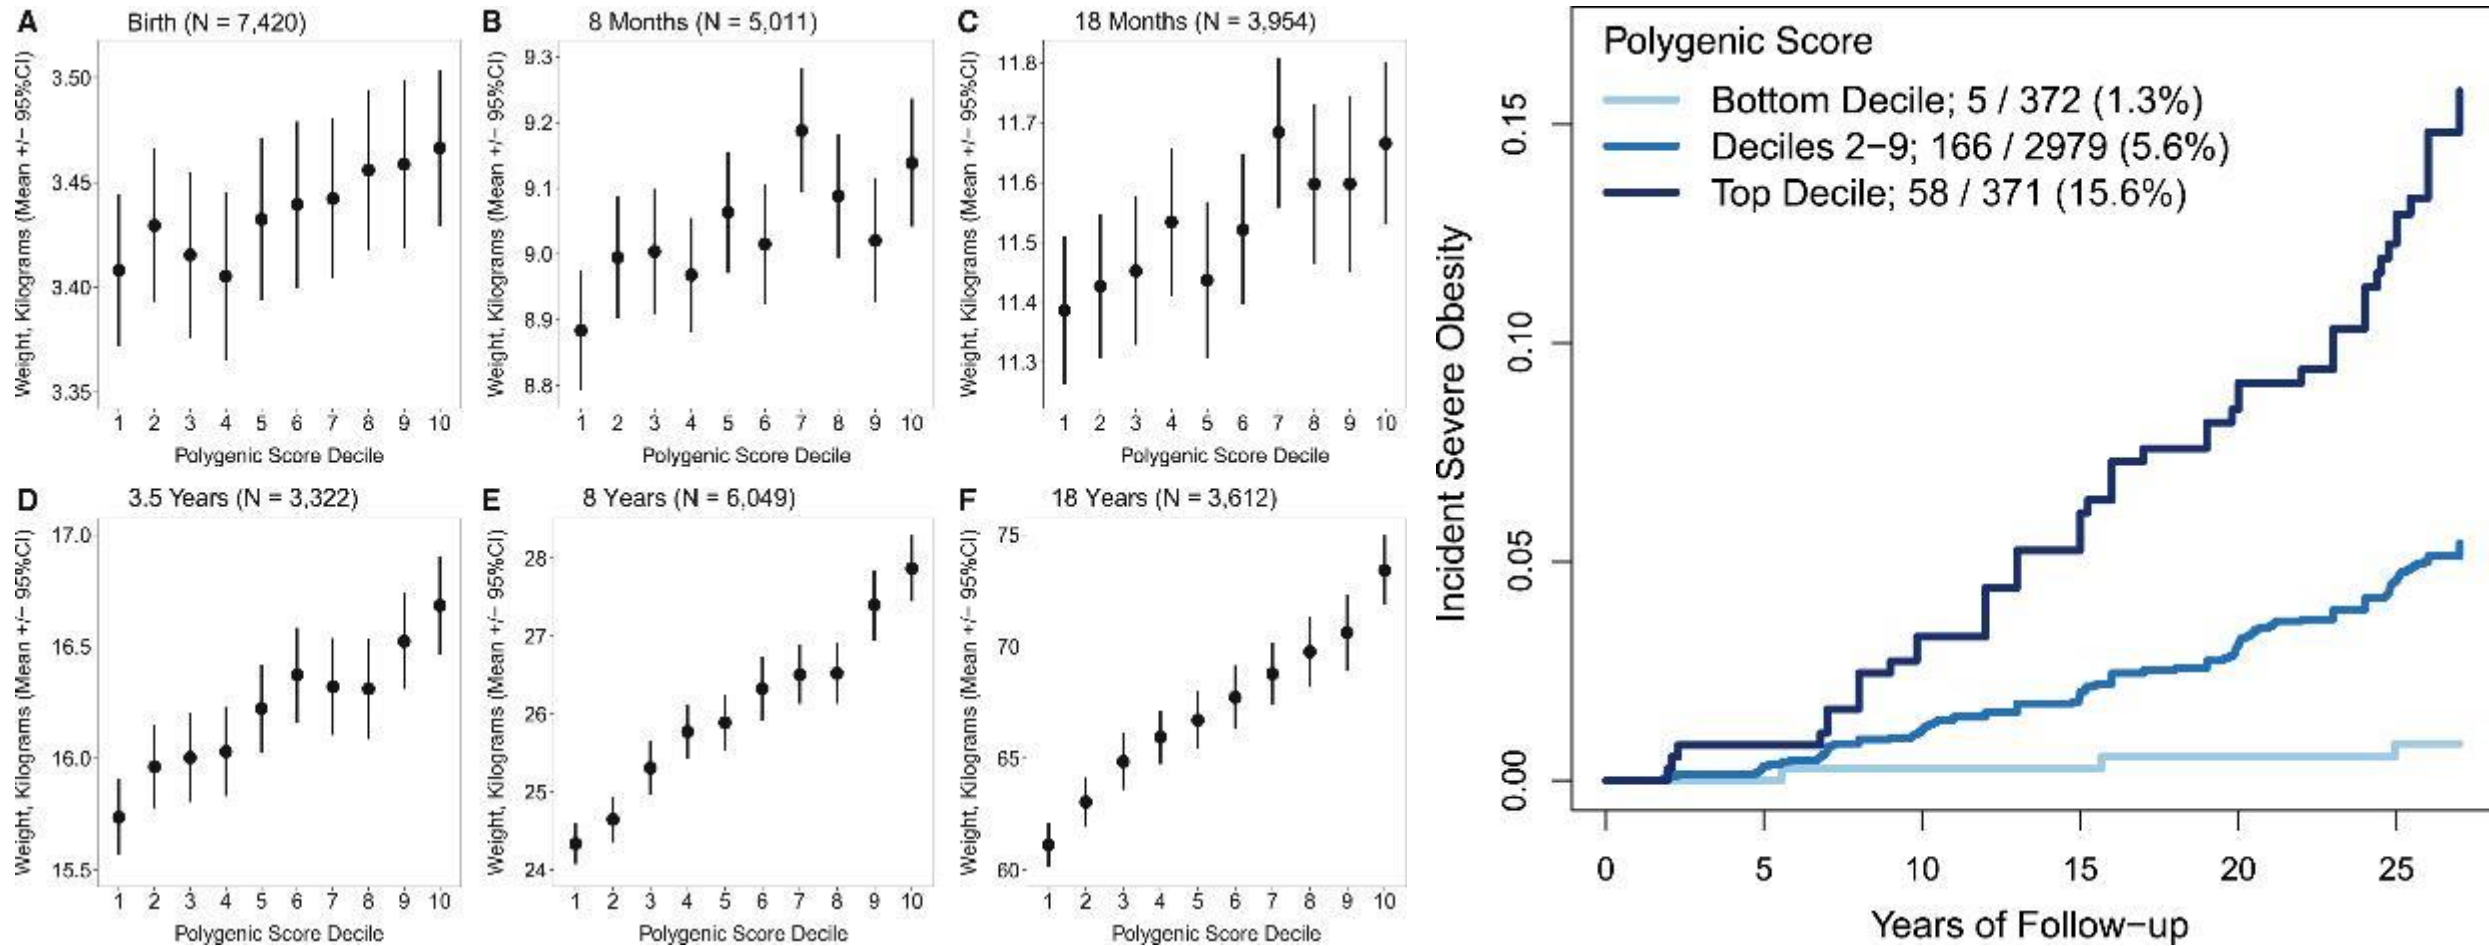 A Birth (N = 7,420)
Weight, Kilograms (Mean +/− 95%CI)
3.50
3.45
3.40
3.35
1 2 3 4 5 6 7 8 9 10
Polygenic Score Decile
B 8 Months (N = 5,011)
Weight, Kilograms (Mean +/− 95%CI)
9.3
9.2
9.1
9.0
8.9
8.8
1 2 3 4 5 6 7 8 9 10
Polygenic Score Decile
C 18 Months (N = 3,954)
Weight, Kilograms (Mean +/− 95%CI)
11.8
11.7
11.6
11.5
11.4
11.3
1 2 3 4 5 6 7 8 9 10
Polygenic Score Decile
D 3.5 Years (N = 3,322)
Weight, Kilograms (Mean +/− 95%CI)
17.0
16.5
16.0
15.5
1 2 3 4 5 6 7 8 9 10
Polygenic Score Decile
E 8 Years (N = 6,049)
Weight, Kilograms (Mean +/− 95%CI)
28
27
26
25
24
1 2 3 4 5 6 7 8 9 10
Polygenic Score Decile
F 18 Years (N = 3,612)
Weight, Kilograms (Mean +/− 95%CI)
75
70
65
60
1 2 3 4 5 6 7 8 9 10
Polygenic Score Decile
Polygenic Score
Bottom Decile; 5 / 372 (1.3%)
Deciles 2−9; 166 / 2979 (5.6%)
Top Decile; 58 / 371 (15.6%)
Incident Severe Obesity
0.15
0.10
0.05
0.00
0 5 10 15 20 25
Years of Follow−up